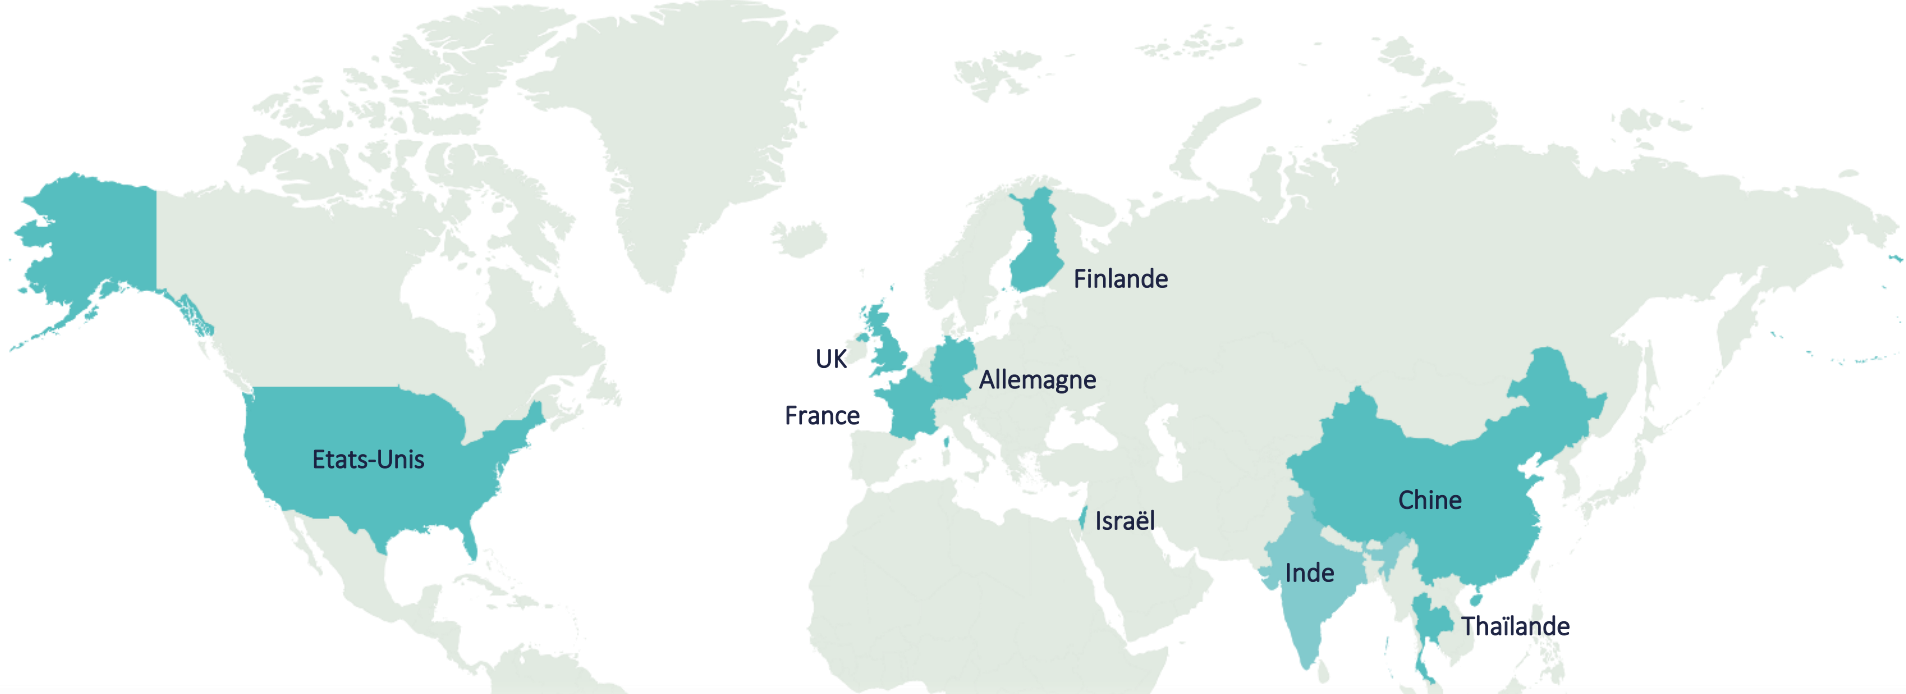 Finlande
UK
Allemagne
France
Etats-Unis
Chine
Israël
Inde
Thaïlande